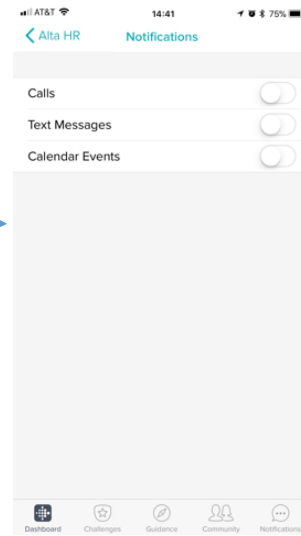 AT&T 14:41 75%
Alta HR Notifications
Calls
Text Messages
Calendar Events
Dashboard Challenges Guidance Community Notifications